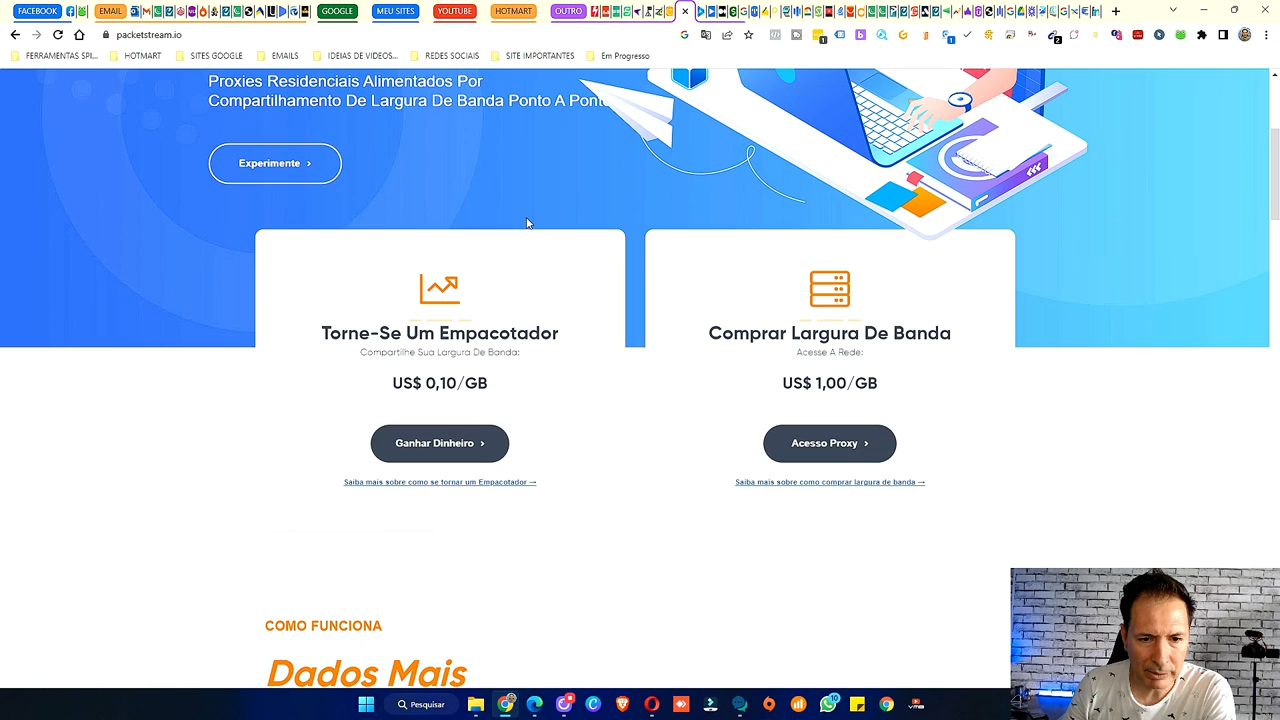 FACEBOOK
EMAIL
GOOGLE
MEU SITES
YOUTUBE
HOTMART
OUTRO
packetstream.io
FERRAMENTAS SPI...
HOTMART
SITES GOOGLE
EMAILS
IDEIAS DE VIDEOS...
REDES SOCIAIS
SITE IMPORTANTES
Em Progresso
Proxies Residenciais Alimentados Por
Compartilhamento De Largura De Banda Ponto A Ponto
Experimente
Torne-Se Um Empacotador
Compartilhe Sua Largura De Banda:
US$ 0,10/GB
Ganhar Dinheiro
Saiba mais sobre como se tornar um Empacotador →
Comprar Largura De Banda
Acesse A Rede:
US$ 1,00/GB
Acesso Proxy
Saiba mais sobre como comprar largura de banda →
COMO FUNCIONA
Dados Mais
Pesquisar
10